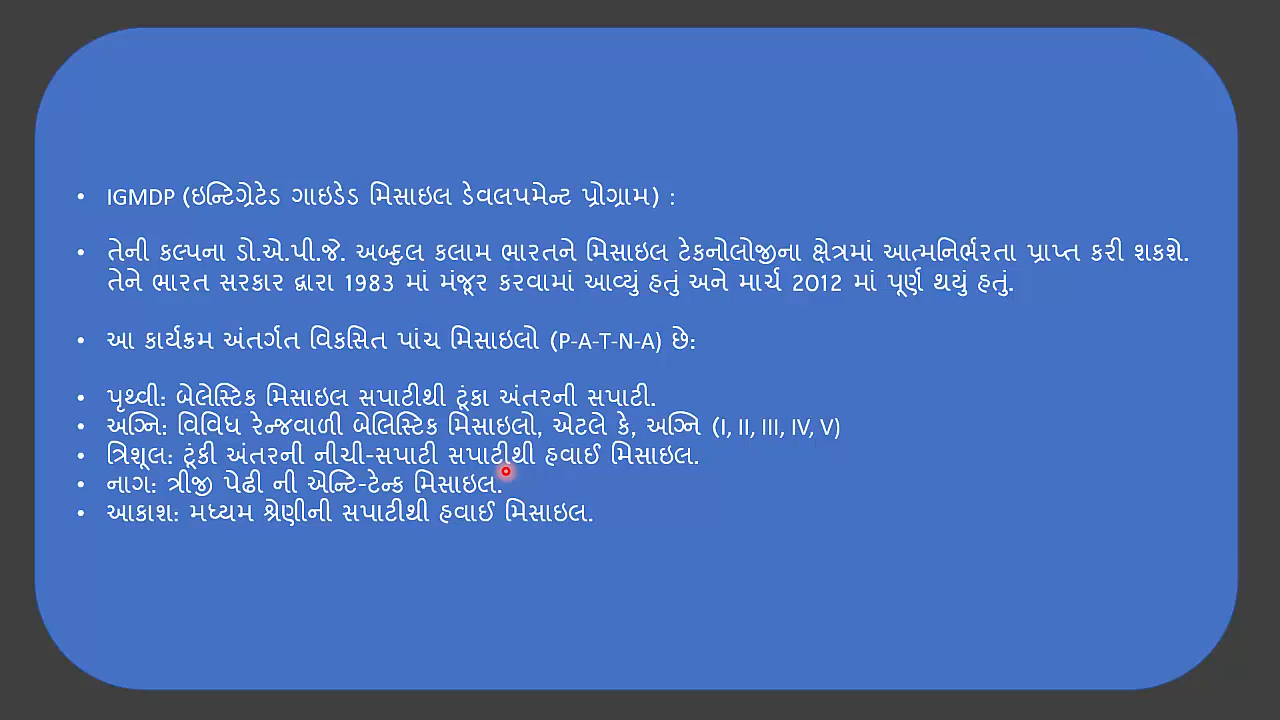 • IGMDP (ઇન્ટિગ્રેટેડ ગાઇડેડ મિસાઇલ ડેવલપમેન્ટ પ્રોગ્રામ) :
• તેની કલ્પના ડો.એ.પી.જે. અબ્દુલ કલામ ભારતને મિસાઇલ ટેકનોલોજીના ક્ષેત્રમાં આત્મનિર્ભરતા પ્રાપ્ત કરી શકશે.
તેને ભારત સરકાર દ્વારા 1983 માં મંજૂર કરવામાં આવ્યું હતું અને માર્ચ 2012 માં પૂર્ણ થયું હતું.
• આ કાર્યક્રમ અંતર્ગત વિકસિત પાંચ મિસાઇલો (P-A-T-N-A) છે:
• પૃથ્વી: બેલેસ્ટિક મિસાઇલ સપાટીથી ટૂંકા અંતરની સપાટી.
• અગ્નિ: વિવિધ રેન્જવાળી બેલિસ્ટિક મિસાઇલો, એટલે કે, અગ્નિ (I, II, III, IV, V)
• ત્રિશૂલ: ટૂંકી અંતરની નીચી-સપાટી સપાટીથી હવાઈ મિસાઇલ.
• નાગ: ત્રીજી પેઢી ની એન્ટિ-ટેન્ક મિસાઇલ.
• આકાશ: મધ્યમ શ્રેણીની સપાટીથી હવાઈ મિસાઇલ.